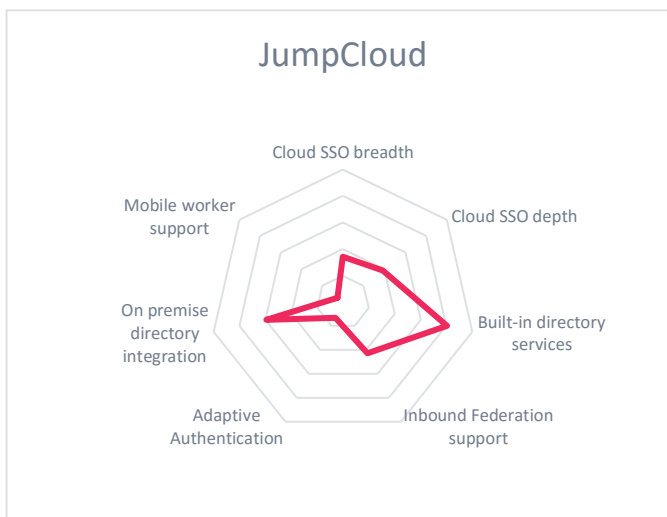 JumpCloud
Cloud SSO breadth
Cloud SSO depth
Built-in directory
services
Inbound Federation
support
Adaptive
Authentication
On premise
directory
integration
Mobile worker
support